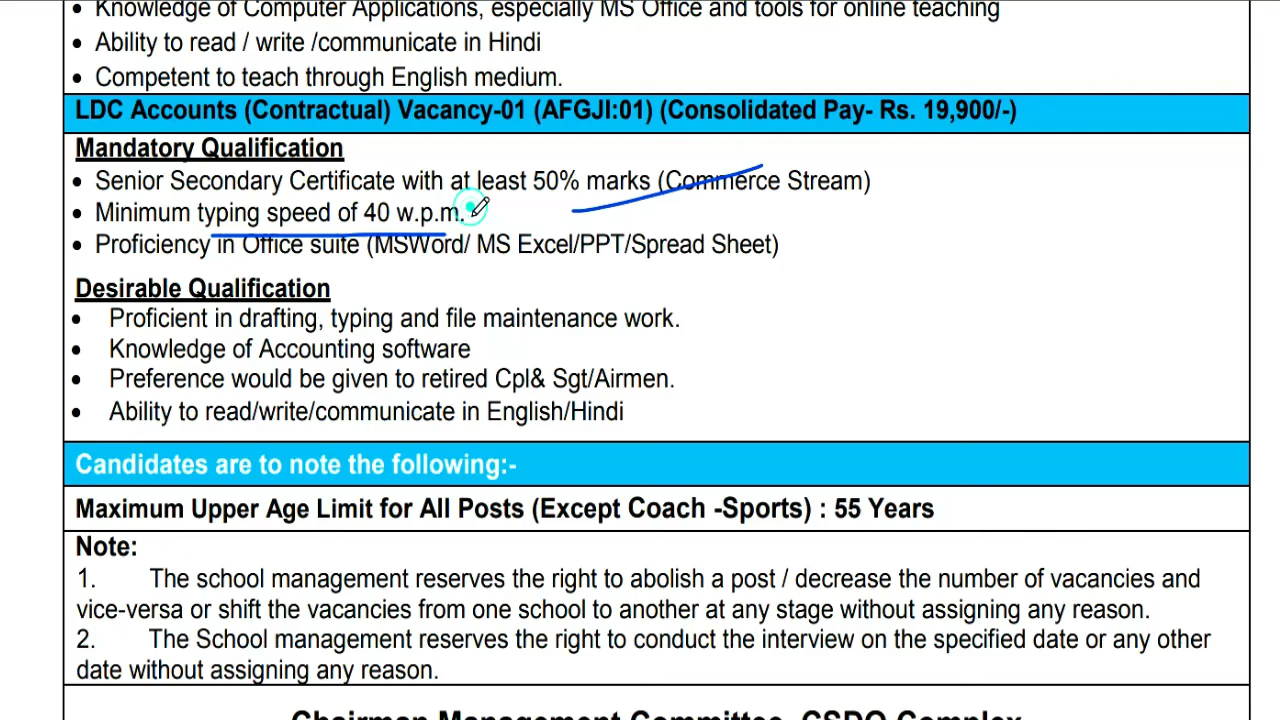 • Knowledge of Computer Applications, especially MS Office and tools for online teaching
• Ability to read / write /communicate in Hindi
• Competent to teach through English medium.
LDC Accounts (Contractual) Vacancy-01 (AFGJI:01) (Consolidated Pay- Rs. 19,900/-)
Mandatory Qualification
• Senior Secondary Certificate with at least 50% marks (Commerce Stream)
• Minimum typing speed of 40 w.p.m.
• Proficiency in Office suite (MSWord/ MS Excel/PPT/Spread Sheet)
Desirable Qualification
• Proficient in drafting, typing and file maintenance work.
• Knowledge of Accounting software
• Preference would be given to retired Cpl& Sgt/Airmen.
• Ability to read/write/communicate in English/Hindi
Candidates are to note the following:-
Maximum Upper Age Limit for All Posts (Except Coach -Sports) : 55 Years
Note:
1. The school management reserves the right to abolish a post / decrease the number of vacancies and
vice-versa or shift the vacancies from one school to another at any stage without assigning any reason.
2. The School management reserves the right to conduct the interview on the specified date or any other
date without assigning any reason.
Chairman Management Committee, CSDO Complex